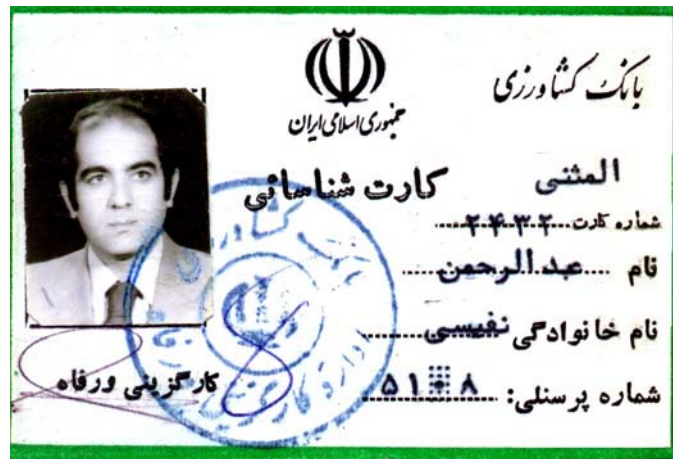 بانک کشاورزی
جمهوری اسلامی ایران
المثنی
کارت شناسائی
شماره کارت ۲۴۳۲
نام عبدالرحمن
نام خانوادگی نفیسی
شماره پرسنلی: ۵۱۰۸
کارگزینی ورفاه